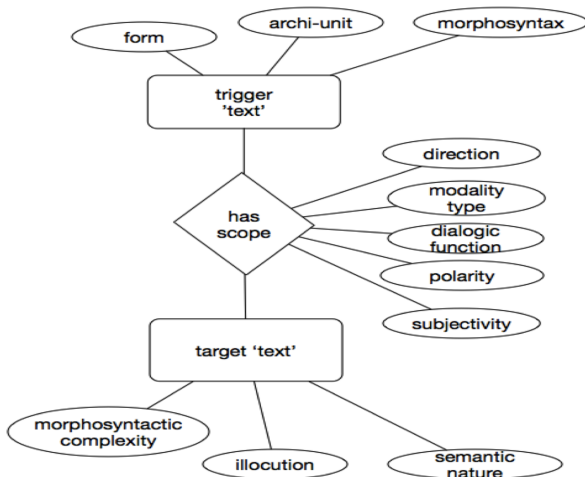 archi-unit
morphosyntax
form
trigger
'text'
direction
modality
type
has
scope
dialogic
function
polarity
subjectivity
target ‘text’
morphosyntactic
complexity
illocution
semantic
nature